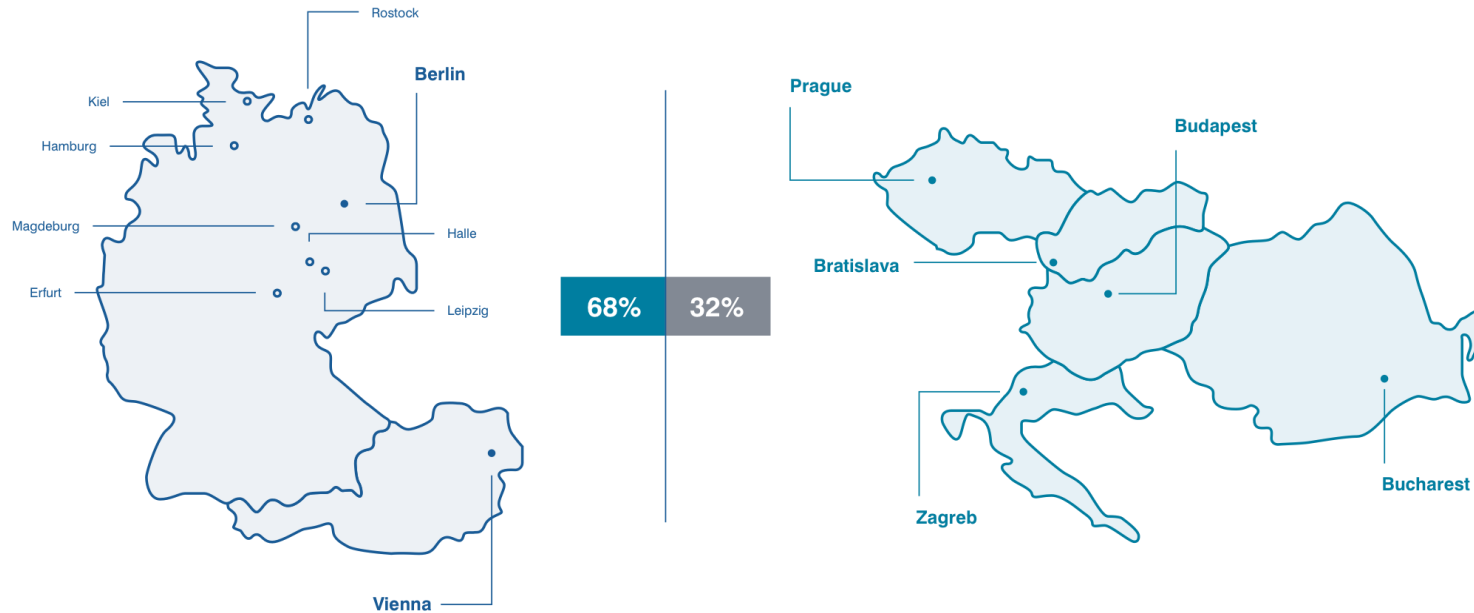 Rostock
Berlin
Kiel
Hamburg
Magdeburg
Halle
Erfurt
Leipzig
Vienna
68%
32%
Prague
Budapest
Bratislava
Bucharest
Zagreb